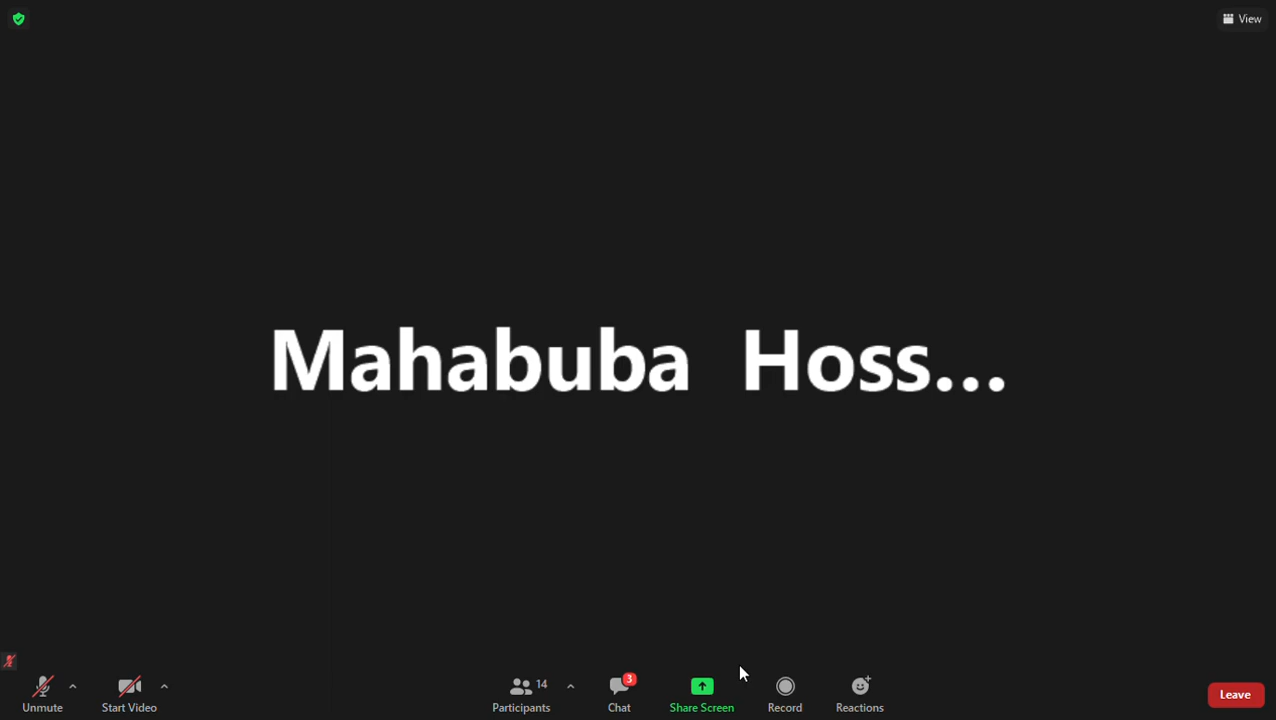 View
Mahabuba Hoss...
Unmute
Start Video
14
Participants
3
Chat
Share Screen
Record
Reactions
Leave